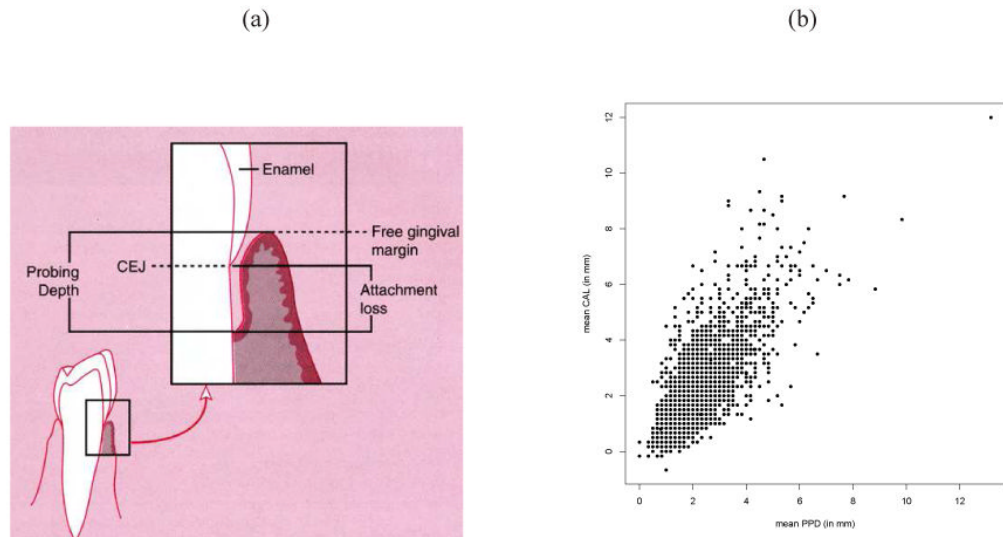 (a)
(b)
Enamel
Free gingival
margin
CEJ
Probing
Depth
Attachment
loss
mean CAL (in mm)
12
10
8
6
4
2
0
0
2
4
6
8
10
12
mean PPD (in mm)